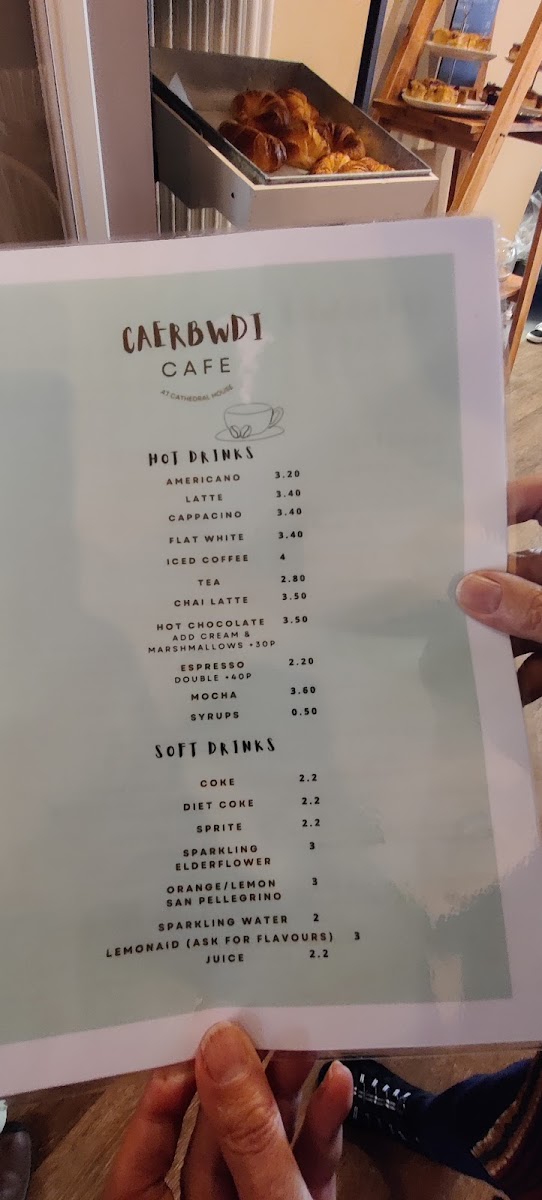 CAERBWDI
CAFE
AT CATHEDRAL HOUSE
HOT DRINKS
AMERICANO 3.20
LATTE 3.40
CAPPACINO 3.40
FLAT WHITE 3.40
ICED COFFEE 4
TEA 2.80
CHAI LATTE 3.50
HOT CHOCOLATE 3.50
ADD CREAM &
MARSHMALLOWS +30P
ESPRESSO 2.20
DOUBLE +40P
MOCHA 3.60
SYRUPS 0.50
SOFT DRINKS
COKE 2.2
DIET COKE 2.2
SPRITE 2.2
SPARKLING 3
ELDERFLOWER
ORANGE/LEMON 3
SAN PELLEGRINO
SPARKLING WATER 2
LEMONAID (ASK FOR FLAVOURS) 3
JUICE 2.2